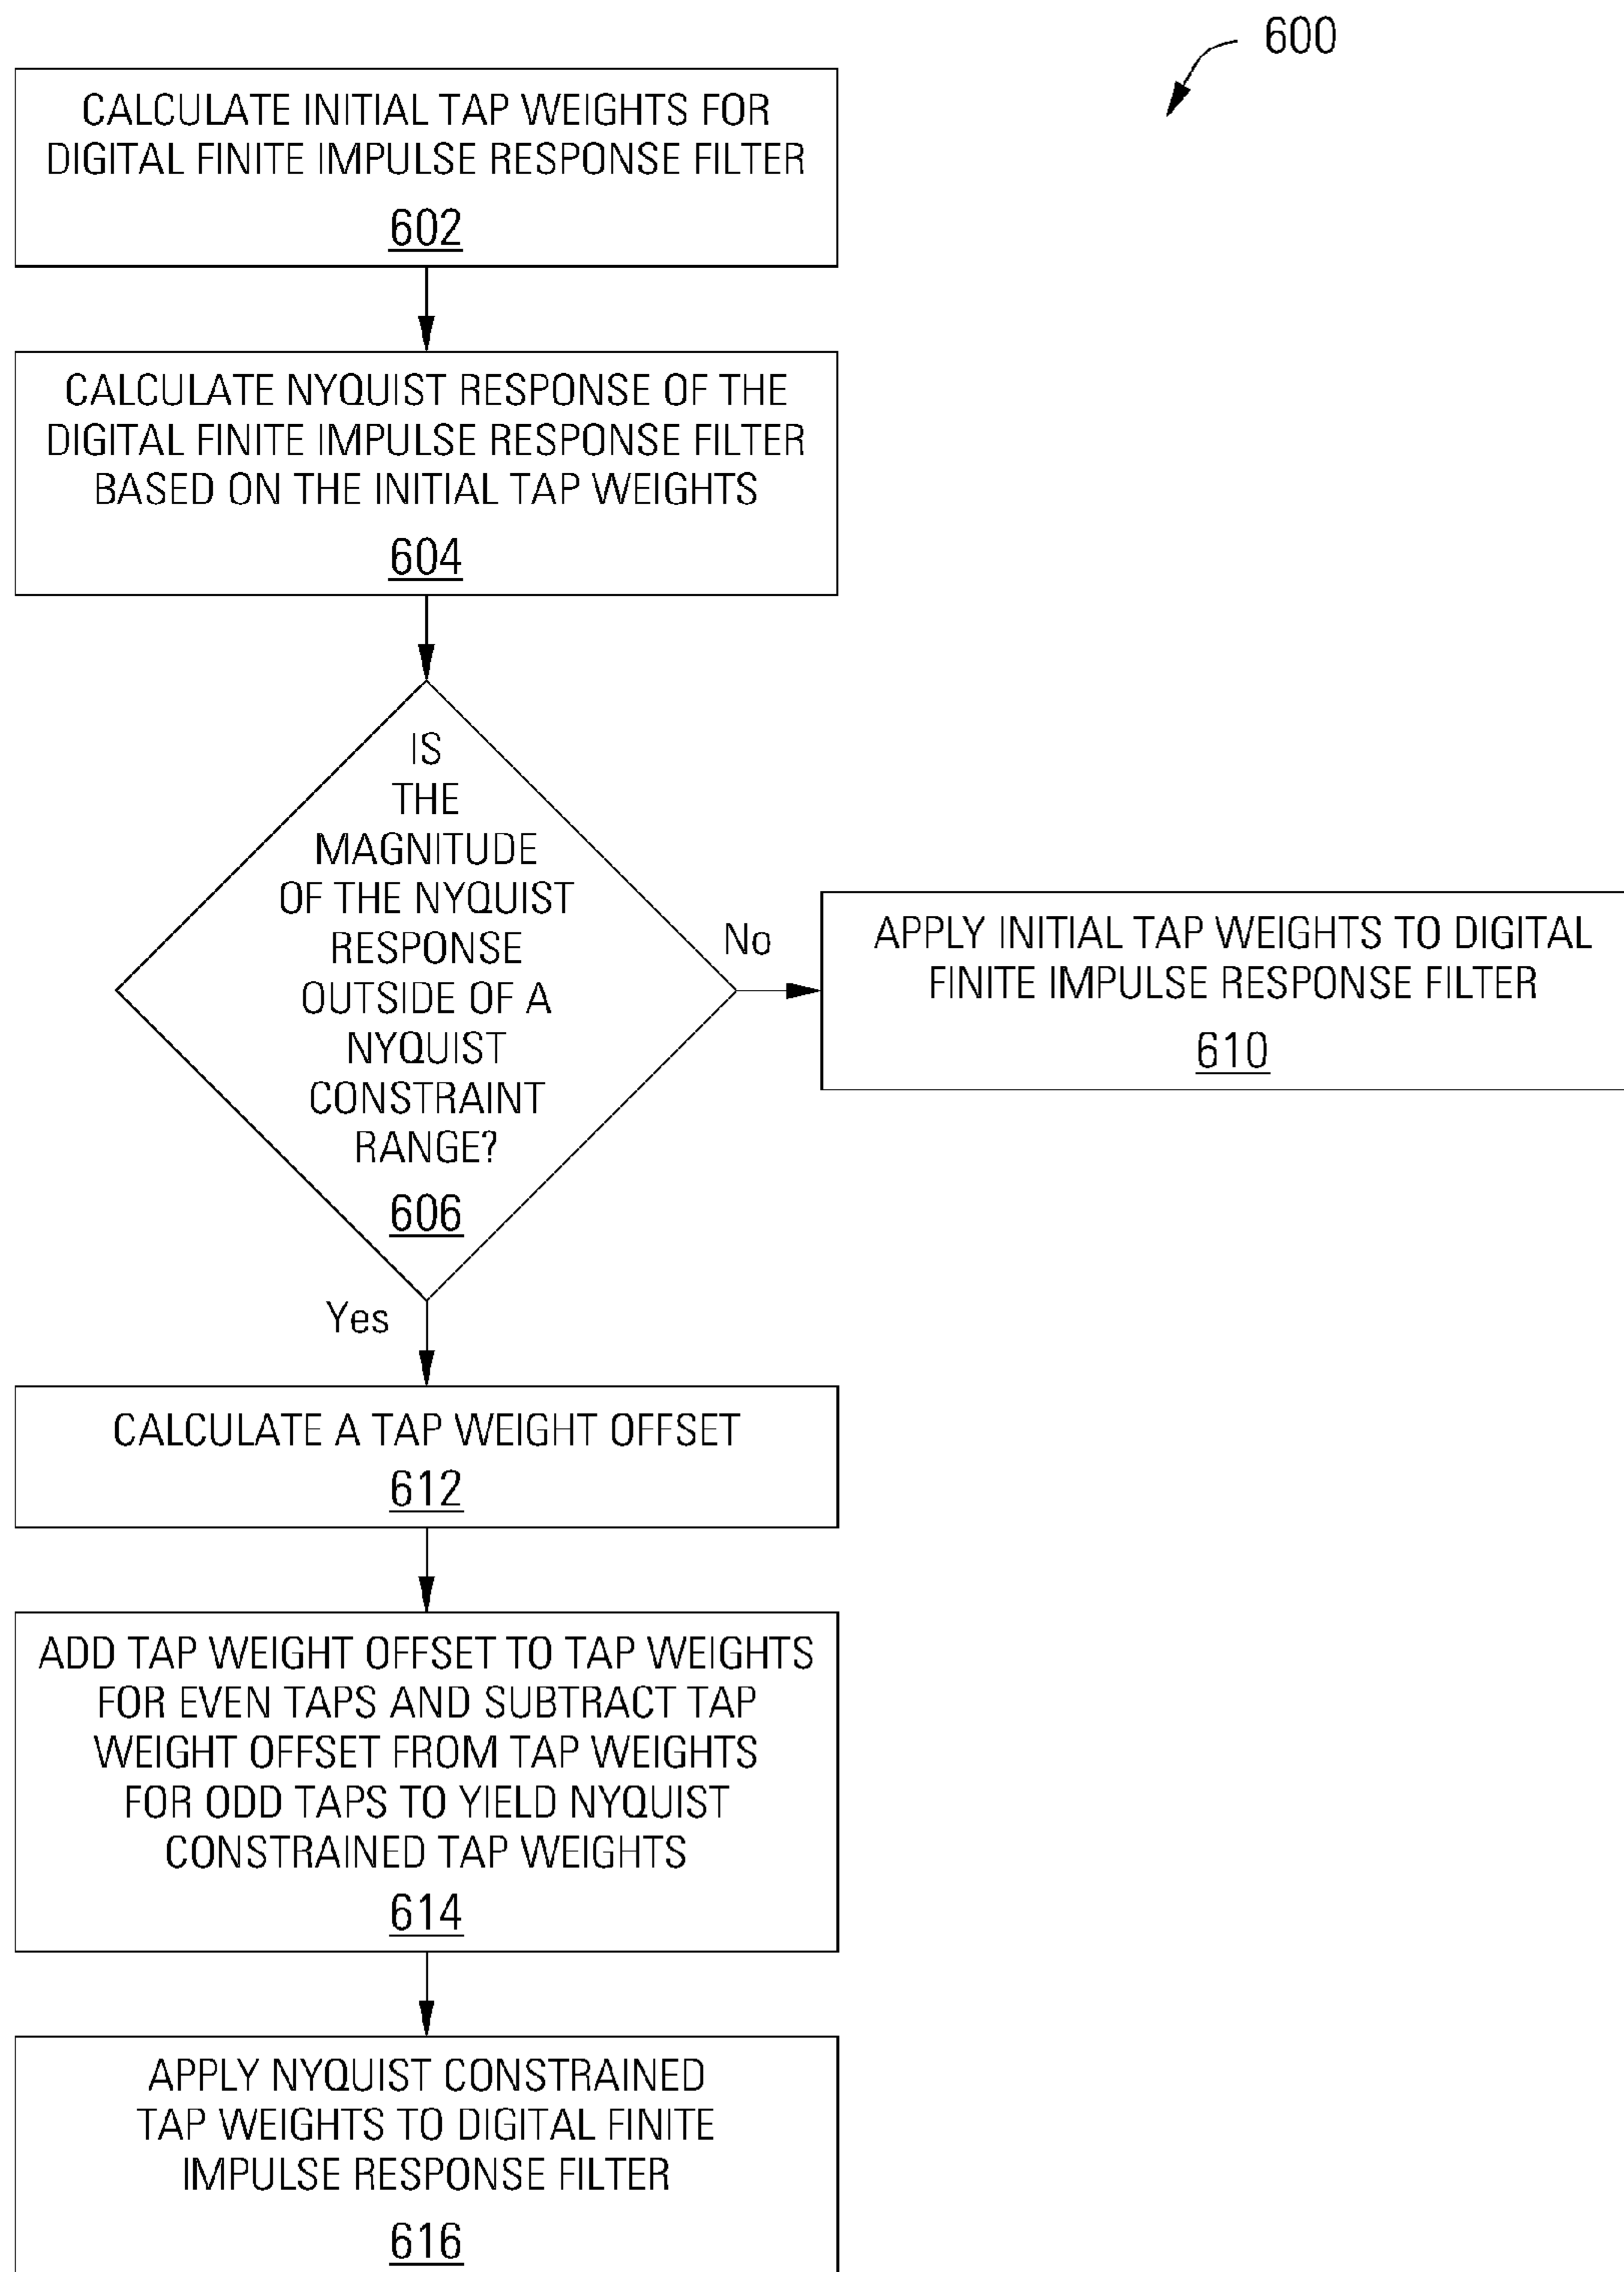 600
CALCULATE INITIAL TAP WEIGHTS FOR
DIGITAL FINITE IMPULSE RESPONSE FILTER
602
CALCULATE NYQUIST RESPONSE OF THE
DIGITAL FINITE IMPULSE RESPONSE FILTER
BASED ON THE INITIAL TAP WEIGHTS
604
IS
THE
MAGNITUDE
OF THE NYQUIST
RESPONSE
OUTSIDE OF A
NYQUIST
CONSTRAINT
RANGE?
606
No
APPLY INITIAL TAP WEIGHTS TO DIGITAL
FINITE IMPULSE RESPONSE FILTER
610
Yes
CALCULATE A TAP WEIGHT OFFSET
612
ADD TAP WEIGHT OFFSET TO TAP WEIGHTS
FOR EVEN TAPS AND SUBTRACT TAP
WEIGHT OFFSET FROM TAP WEIGHTS
FOR ODD TAPS TO YIELD NYQUIST
CONSTRAINED TAP WEIGHTS
614
APPLY NYQUIST CONSTRAINED
TAP WEIGHTS TO DIGITAL FINITE
IMPULSE RESPONSE FILTER
616